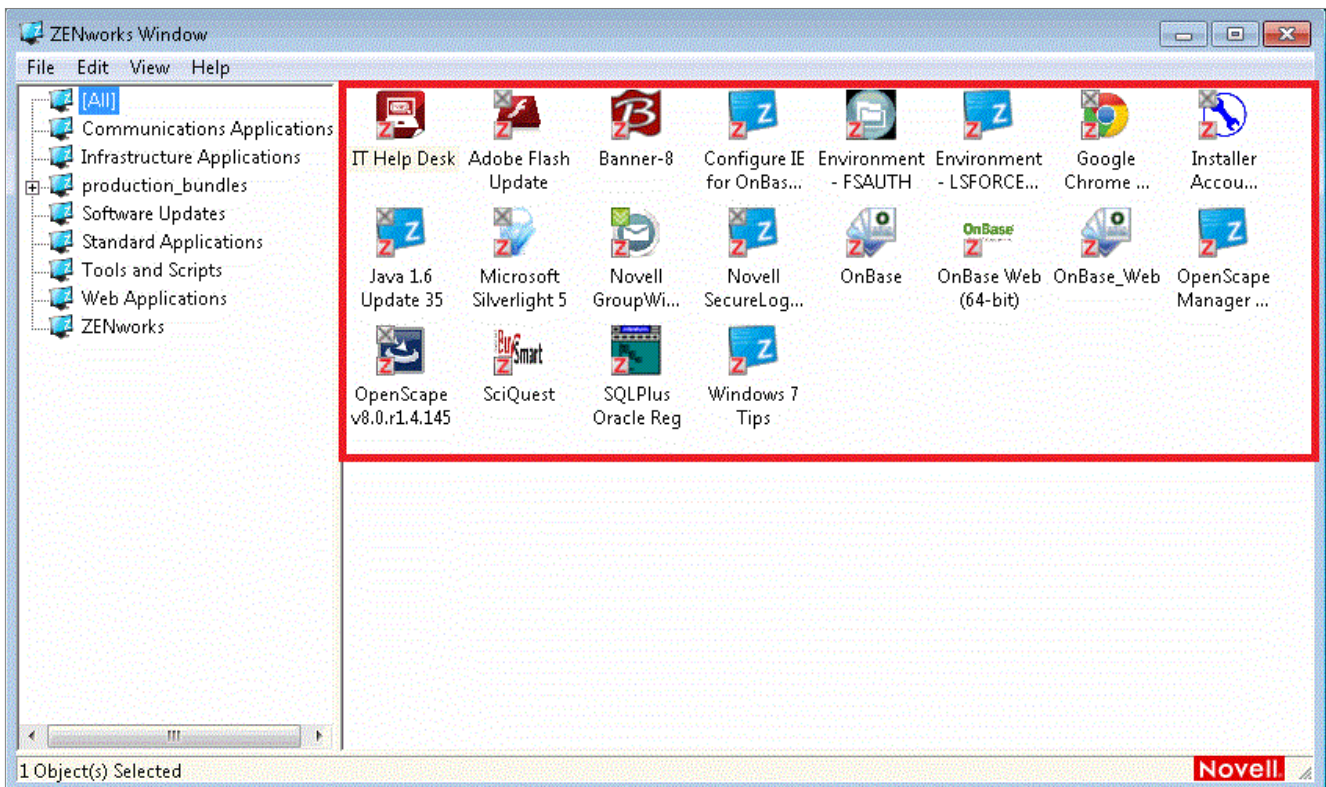 ZENworks Window
File Edit View Help
[All]
Communications Applications
Infrastructure Applications
production_bundles
Software Updates
Standard Applications
Tools and Scripts
Web Applications
ZENworks
IT Help Desk
Adobe Flash
Update
Banner-8
Configure IE
for OnBas...
Environment
- FSAUTH
Environment
- LSFORCE...
Google
Chrome ...
Installer
Accou...
Java 1.6
Update 35
Microsoft
Silverlight 5
Novell
GroupWi...
Novell
SecureLog...
OnBase
OnBase
OnBase Web
(64-bit)
OnBase_Web
OpenScape
Manager ...
OpenScape
v8.0.r1.4.145
Smart
SciQuest
SQLPlus
Oracle Reg
Windows 7
Tips
1 Object(s) Selected
Novell.